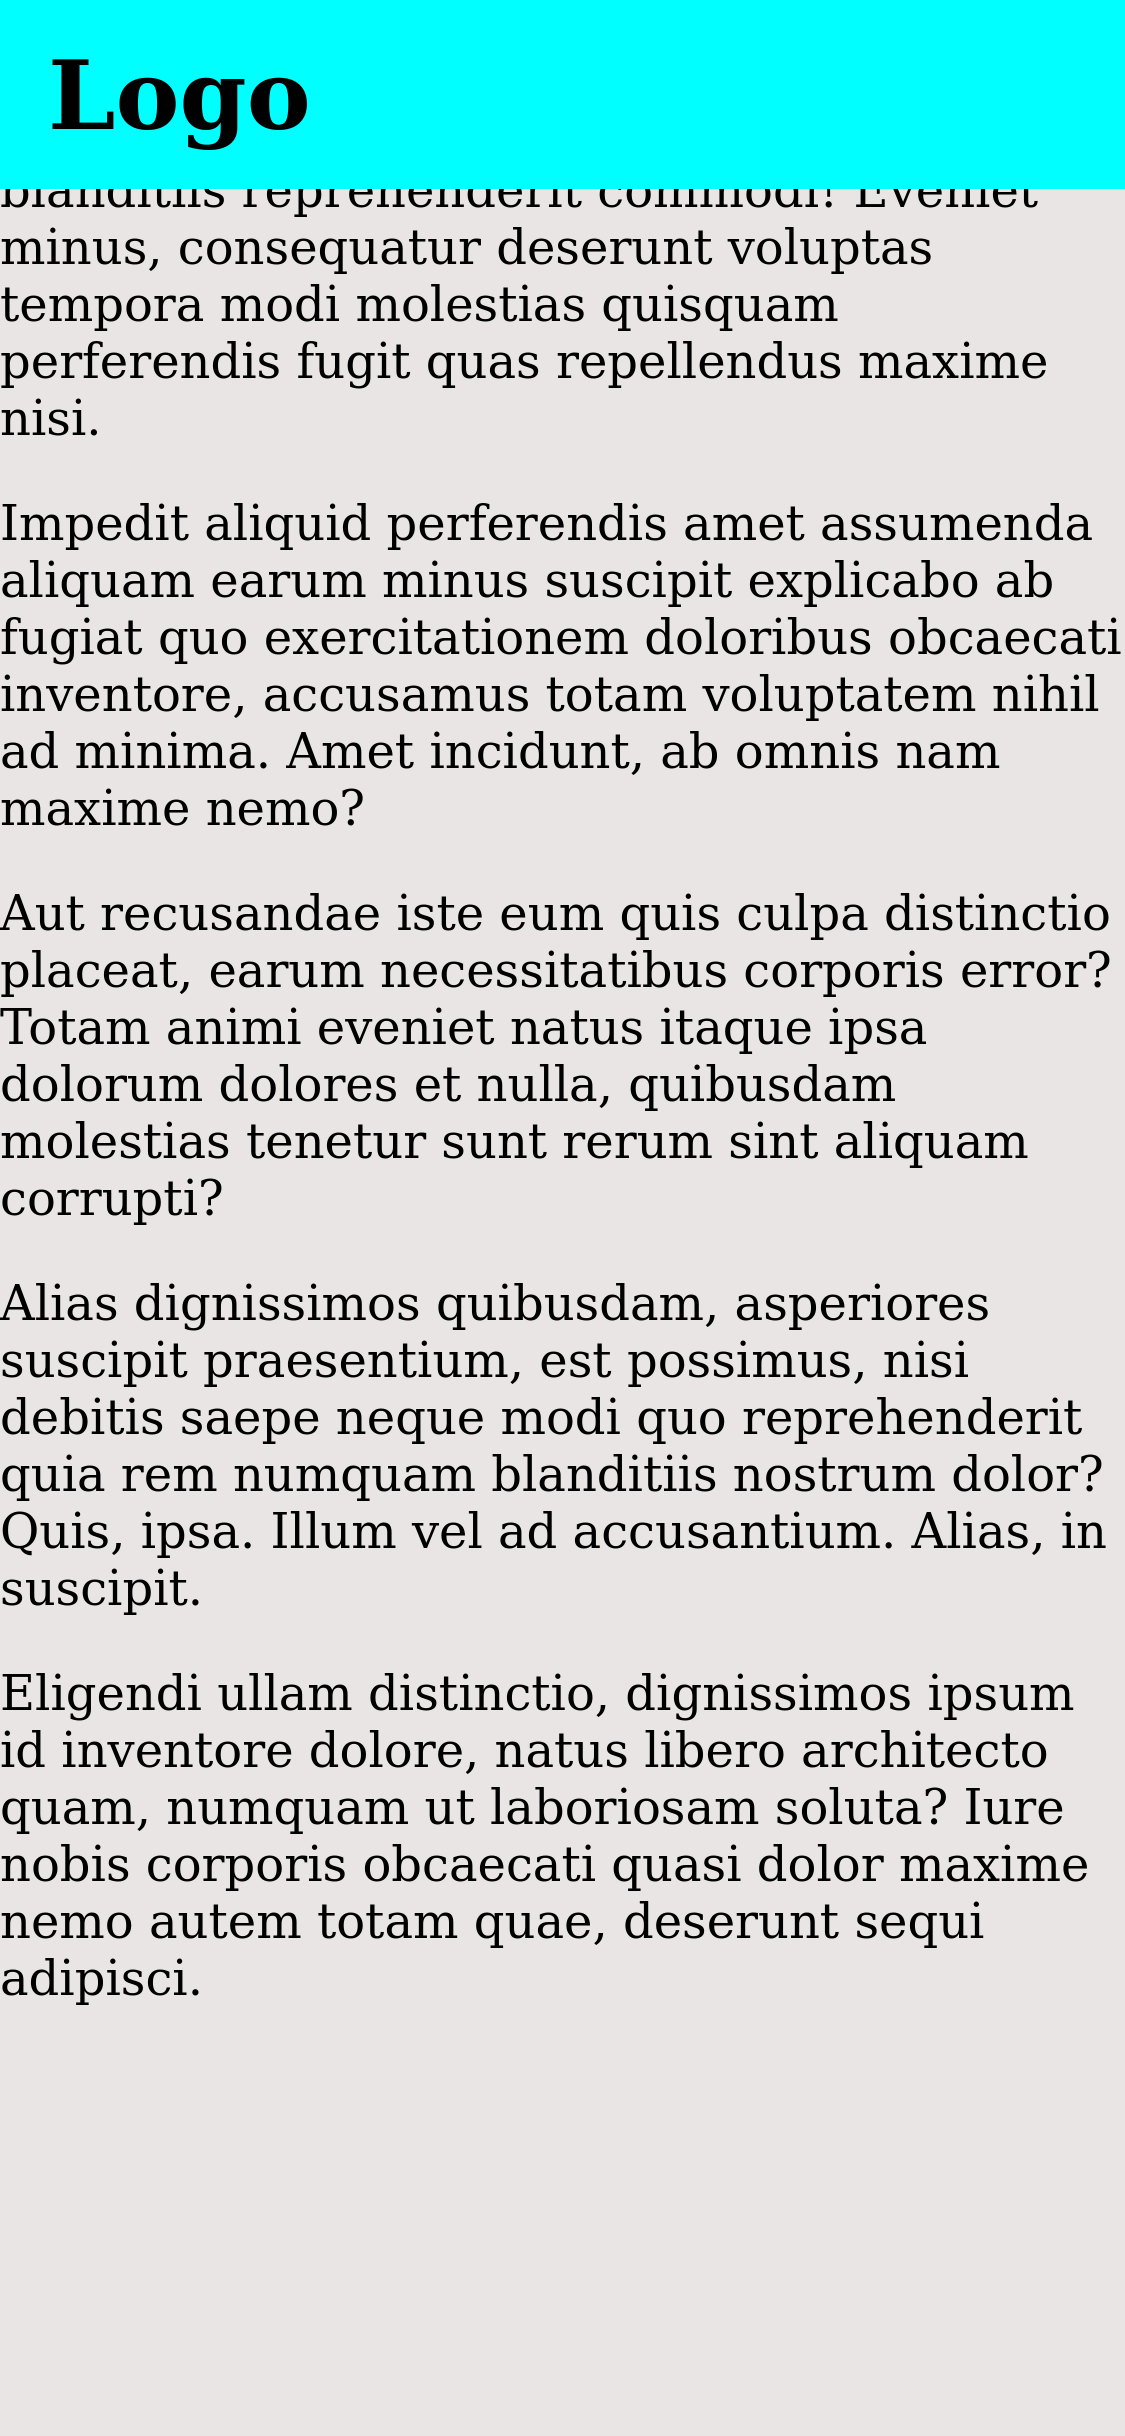 Logo
blanditiis reprehenderit commodi! Eveniet
minus, consequatur deserunt voluptas
tempora modi molestias quisquam
perferendis fugit quas repellendus maxime
nisi.
Impedit aliquid perferendis amet assumenda
aliquam earum minus suscipit explicabo ab
fugiat quo exercitationem doloribus obcaecati
inventore, accusamus totam voluptatem nihil
ad minima. Amet incidunt, ab omnis nam
maxime nemo?
Aut recusandae iste eum quis culpa distinctio
placeat, earum necessitatibus corporis error?
Totam animi eveniet natus itaque ipsa
dolorum dolores et nulla, quibusdam
molestias tenetur sunt rerum sint aliquam
corrupti?
Alias dignissimos quibusdam, asperiores
suscipit praesentium, est possimus, nisi
debitis saepe neque modi quo reprehenderit
quia rem numquam blanditiis nostrum dolor?
Quis, ipsa. Illum vel ad accusantium. Alias, in
suscipit.
Eligendi ullam distinctio, dignissimos ipsum
id inventore dolore, natus libero architecto
quam, numquam ut laboriosam soluta? Iure
nobis corporis obcaecati quasi dolor maxime
nemo autem totam quae, deserunt sequi
adipisci.